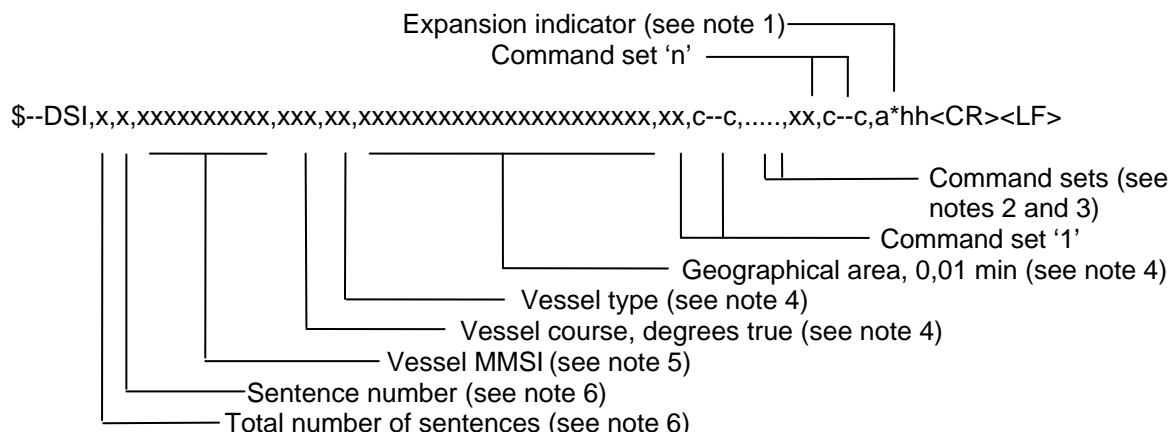 Expansion indicator (see note 1)
Command set ‘n’
$--DSI,x,x,xxxxxxxxxx,xxx,xx,xxxxxxxxxxxxxxxxxxxxxx,xx,c--c,.....,xx,c--c,a*hh<CR><LF>
Command sets (see
notes 2 and 3)
Command set ‘1’
Geographical area, 0,01 min (see note 4)
Vessel type (see note 4)
Vessel course, degrees true (see note 4)
Vessel MMSI (see note 5)
Sentence number (see note 6)
Total number of sentences (see note 6)